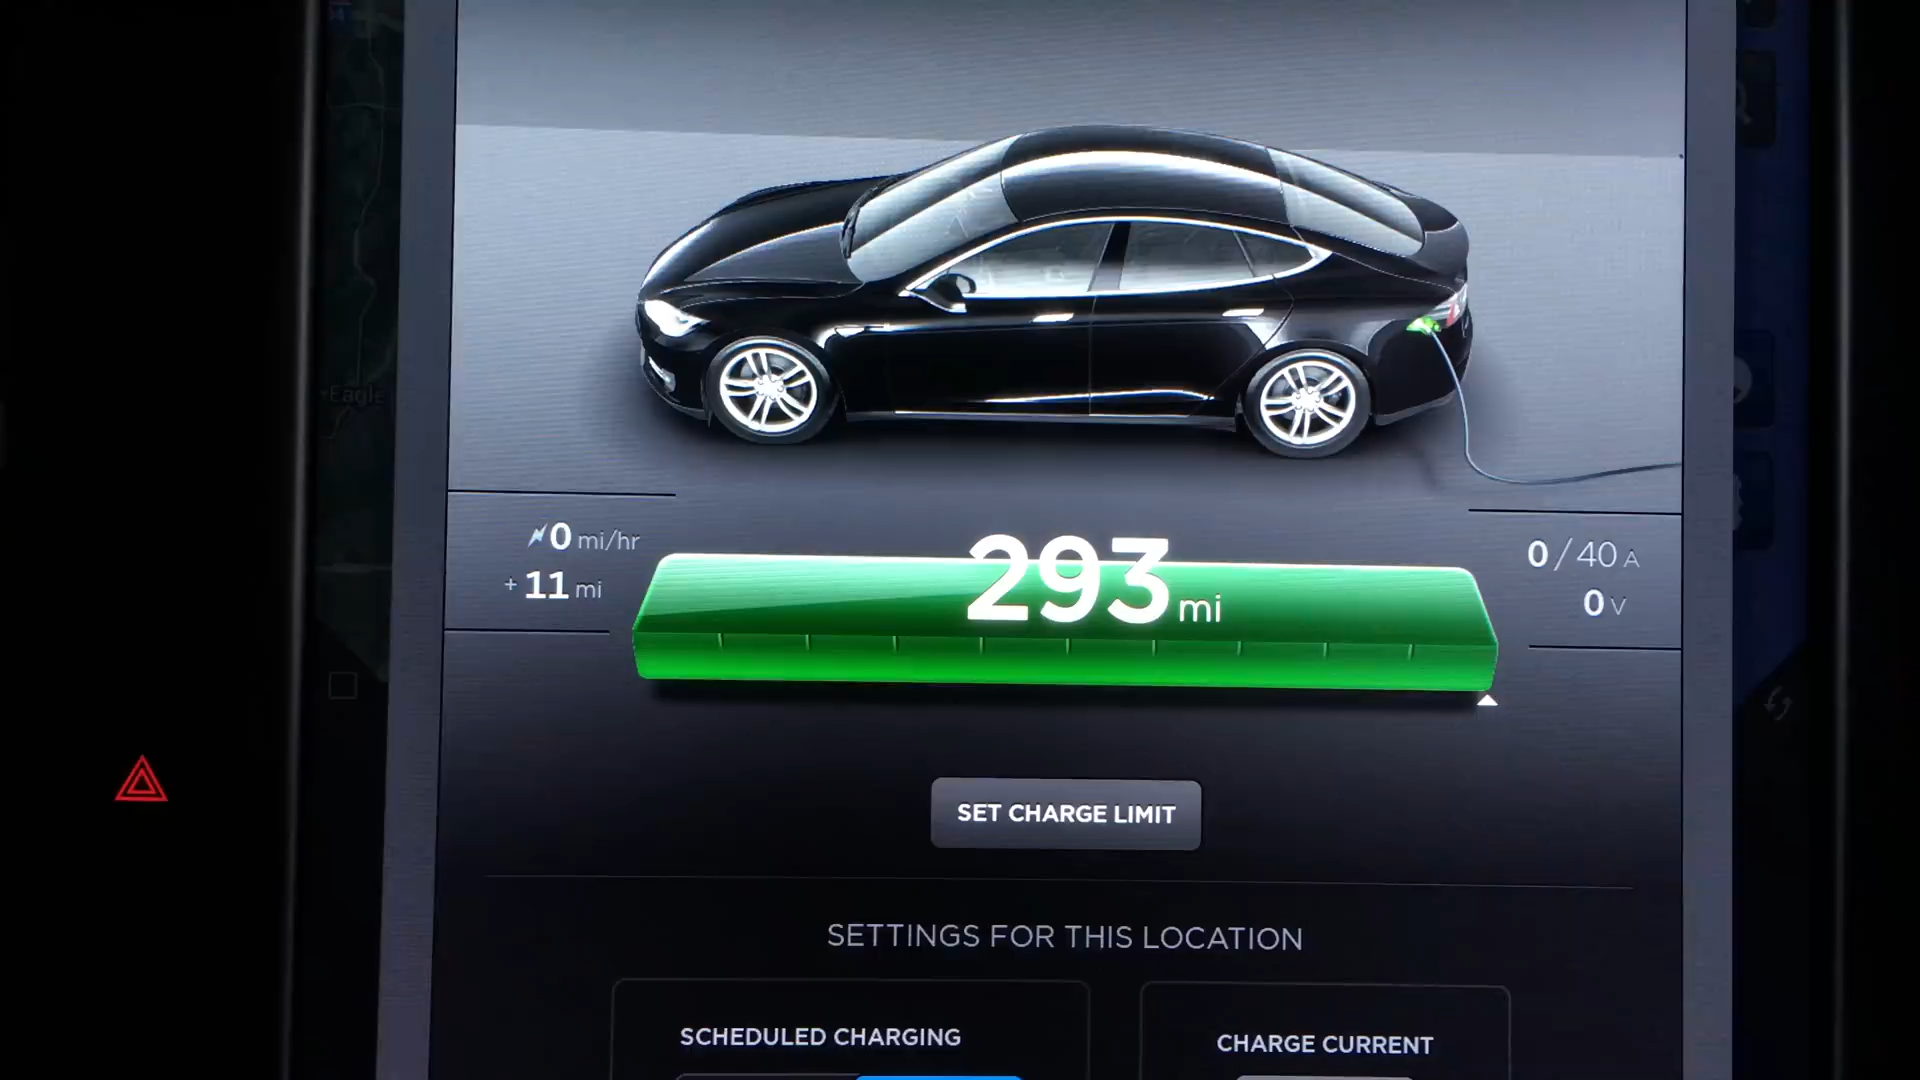 Eagle
0 mi/hr
+ 11 mi
293 mi
0/40 A
0 V
SET CHARGE LIMIT
SETTINGS FOR THIS LOCATION
SCHEDULED CHARGING
CHARGE CURRENT